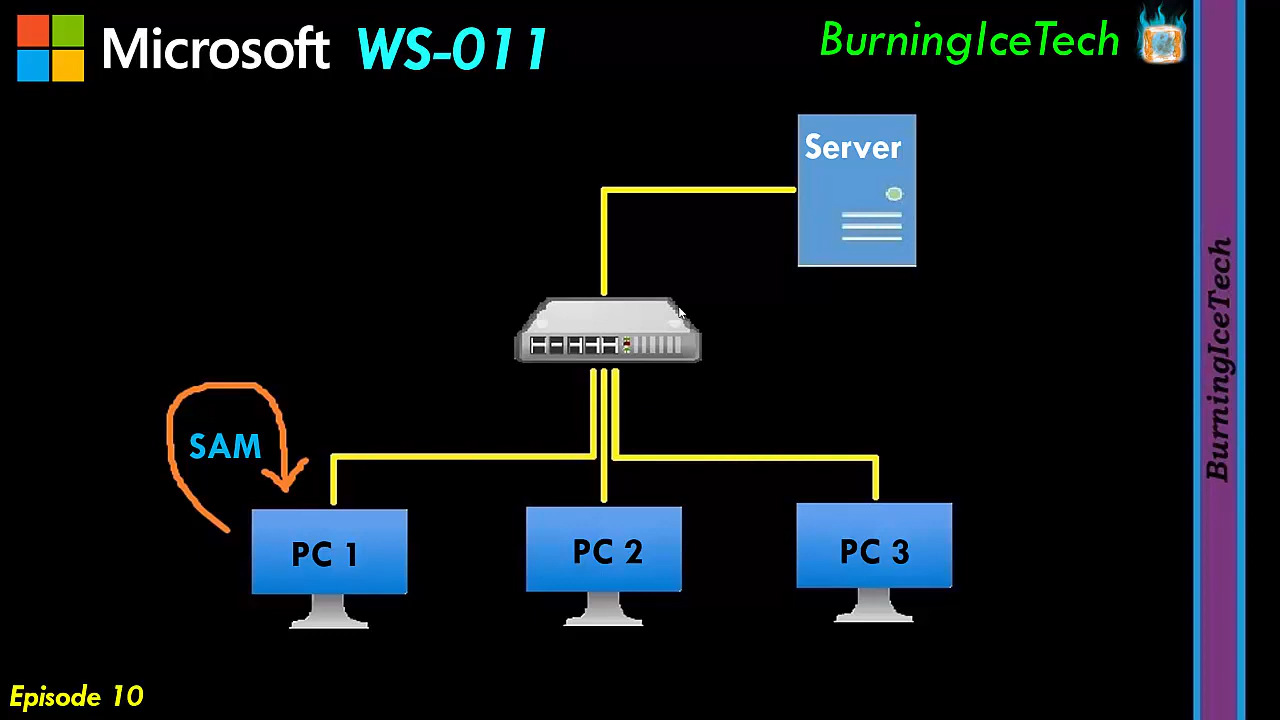 Microsoft WS-011
BurningIceTech
Server
SAM
PC 1
PC 2
PC 3
BurningIceTech
Episode 10